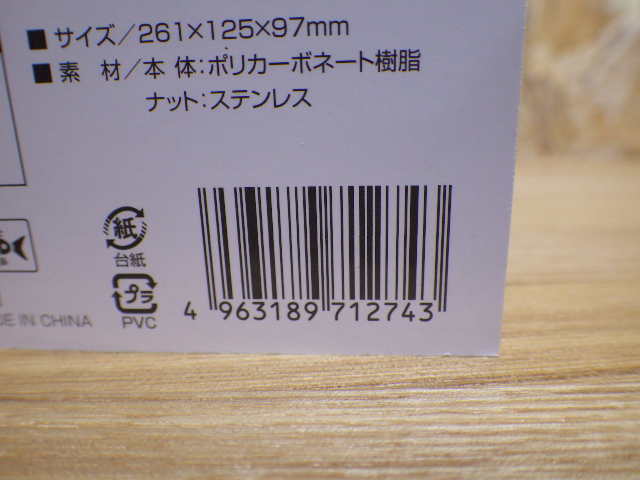 ■サイズ/261×125×97mm
■素 材/本 体:ポリカーボネート樹脂
ナット:ステンレス
紙
台紙
プラ
PVC
IN CHINA
4 963189 712743